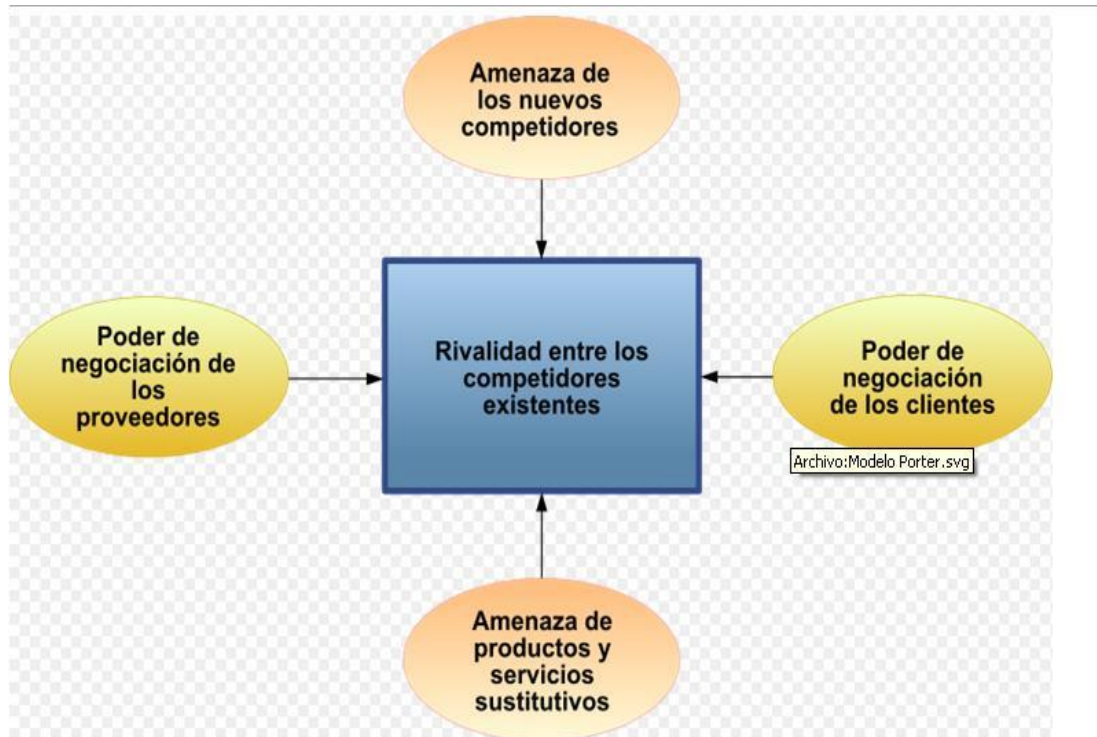 Amenaza de
los nuevos
competidores
Poder de
negociación de
los
proveedores
Rivalidad entre los
competidores
existentes
Poder de
negociación
de los clientes
Archivo:Modelo Porter.svg
Amenaza de
productos y
servicios
sustitutivos